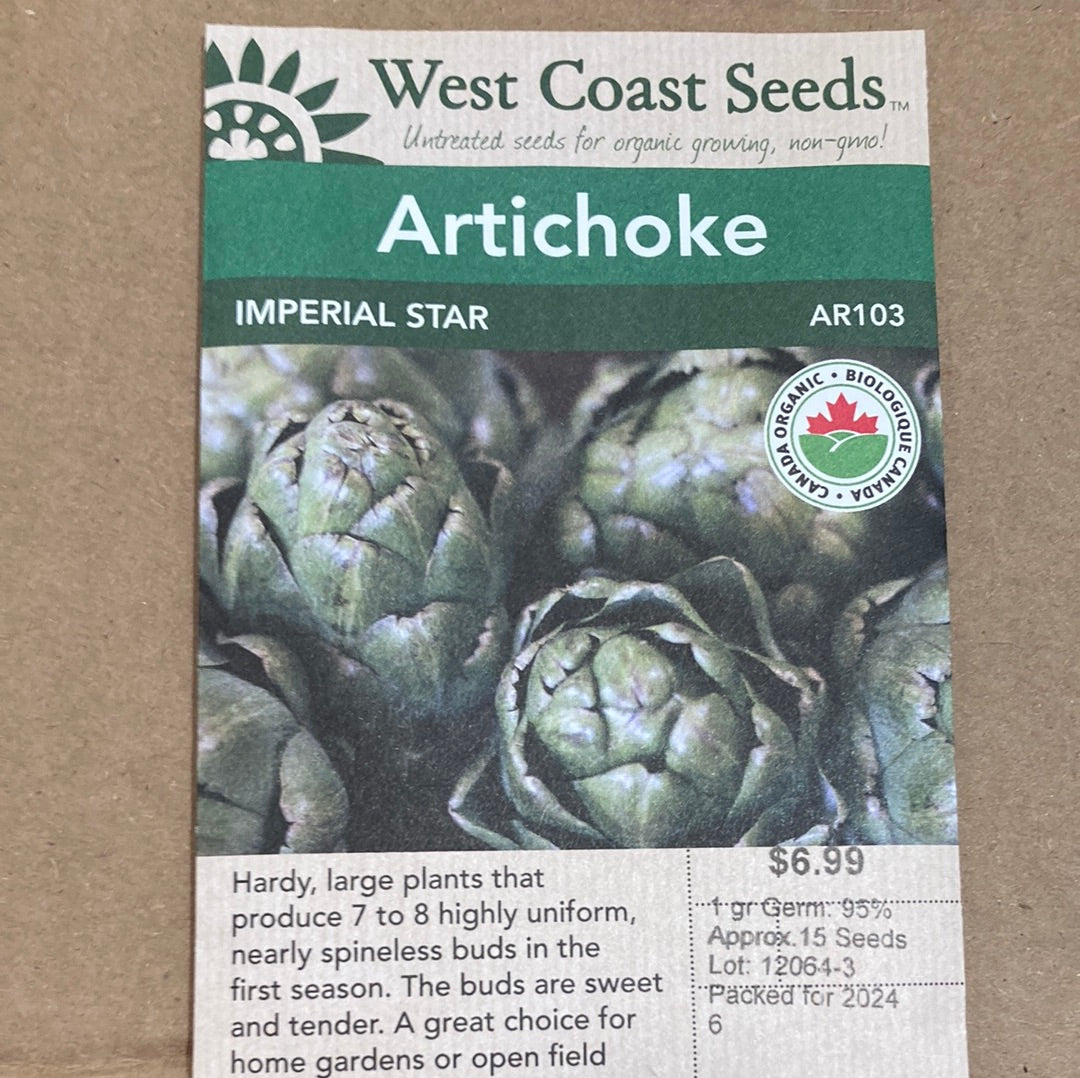 West Coast Seeds™
Untreated seeds for organic growing, non-gmo!
Artichoke
IMPERIAL STAR
AR103
CANADA ORGANIC • BIOLOGIQUE CANADA •
Hardy, large plants that
produce 7 to 8 highly uniform,
nearly spineless buds in the
first season. The buds are sweet
and tender. A great choice for
home gardens or open field
$6.99
1 gr Germ: 95%
Approx.15 Seeds
Lot: 12064-3
Packed for 2024
6